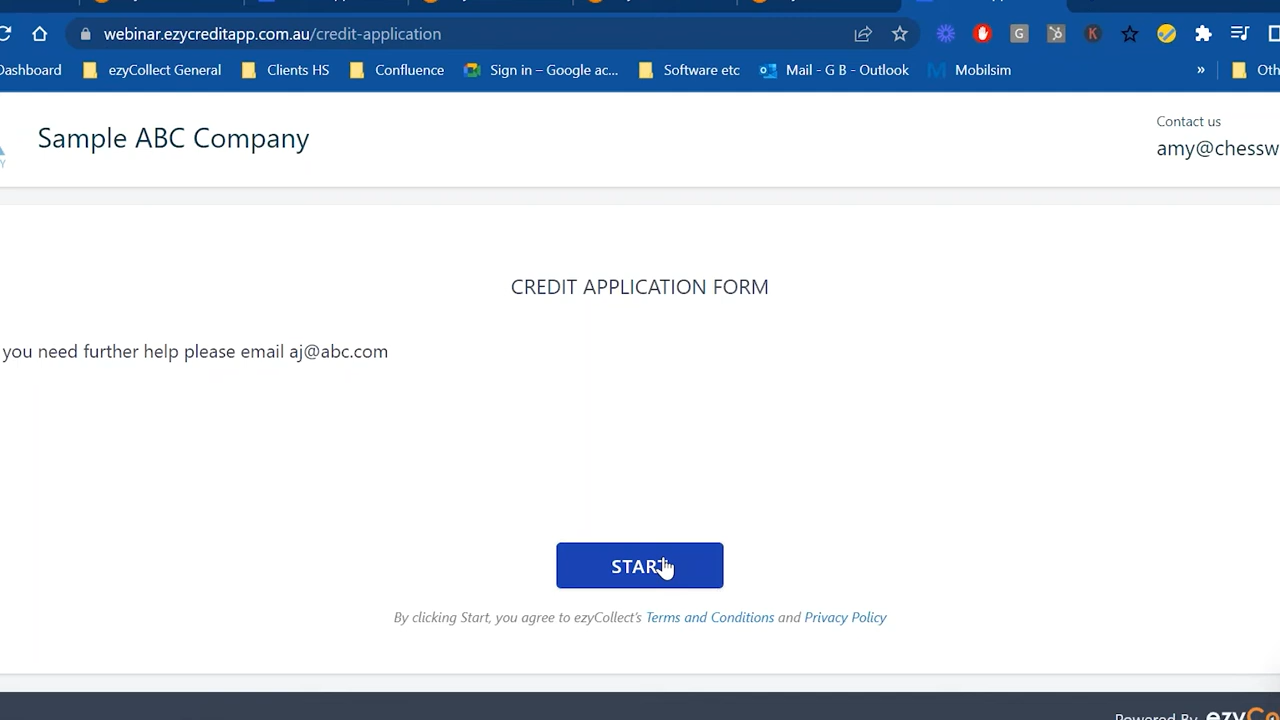 webinar.ezycreditapp.com.au/credit-application
Dashboard ezyCollect General Clients HS Confluence Sign in – Google ac... Software etc Mail - G B - Outlook Mobilsim » Oth
Sample ABC Company
Contact us
amy@chessw
CREDIT APPLICATION FORM
you need further help please email aj@abc.com
START
By clicking Start, you agree to ezyCollect's Terms and Conditions and Privacy Policy
Powered By ezyCo